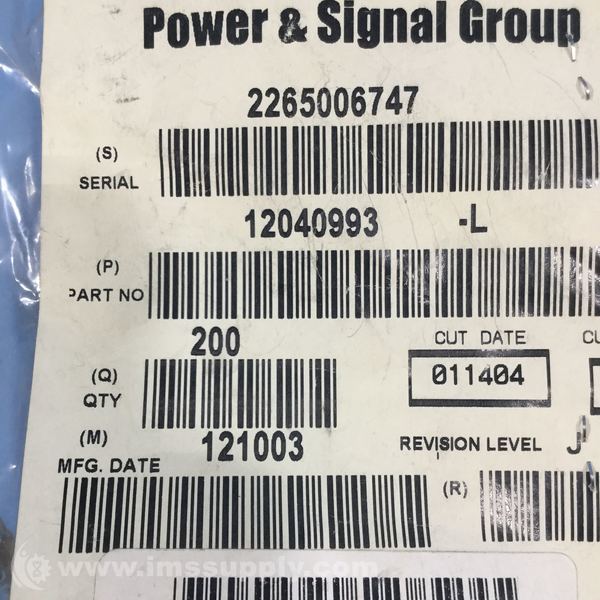 Power & Signal Group
2265006747
(S)
SERIAL
12040993 -L
(P)
PART NO
200
(Q)
QTY
CUT DATE
011404
(M)
MFG. DATE
121003
REVISION LEVEL J
(R)
www.imssupply.com